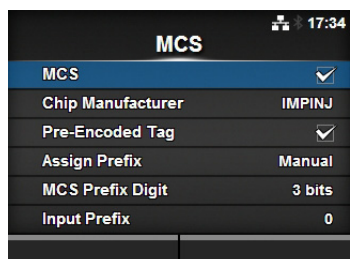 17:34
MCS
MCS
Chip Manufacturer IMPINJ
Pre-Encoded Tag
Assign Prefix Manual
MCS Prefix Digit 3 bits
Input Prefix 0